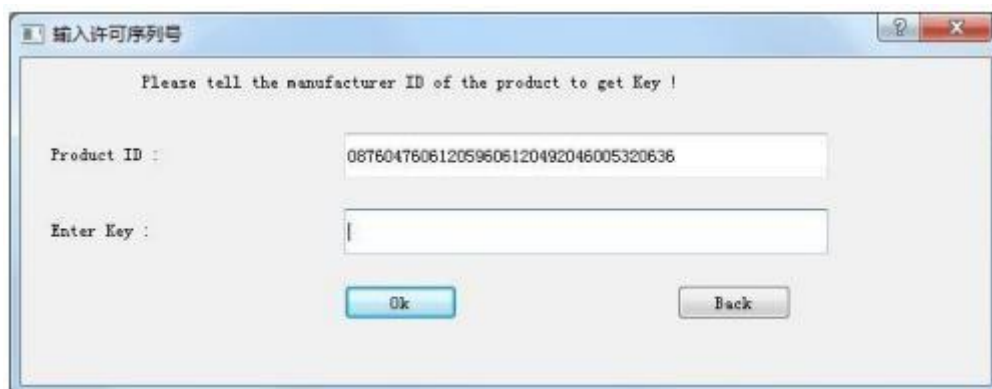 输入许可序列号
Please tell the manufacturer ID of the product to get Key !
Product ID :
087604760612059606120492046005320636
Enter Key :
Ok
Back